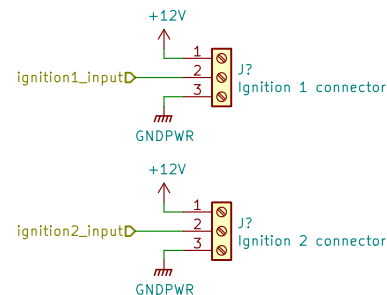 +12V
1
ignition1_input 2
3
J?
Ignition 1 connector
GNDPWR
+12V
1
ignition2_input 2
3
J?
Ignition 2 connector
GNDPWR